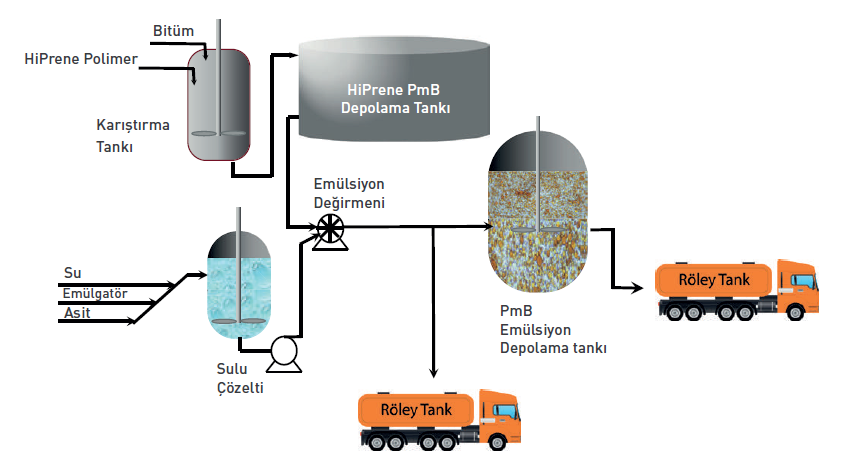 Bitüm
HiPrene Polimer
Karıştırma
Tankı
HiPrene PmB
Depolama Tankı
Emülsiyon
Değirmeni
Su
Emülgatör
Asit
Sulu
Çözelti
PmB
Emülsiyon
Depolama tankı
Röley Tank
Röley Tank